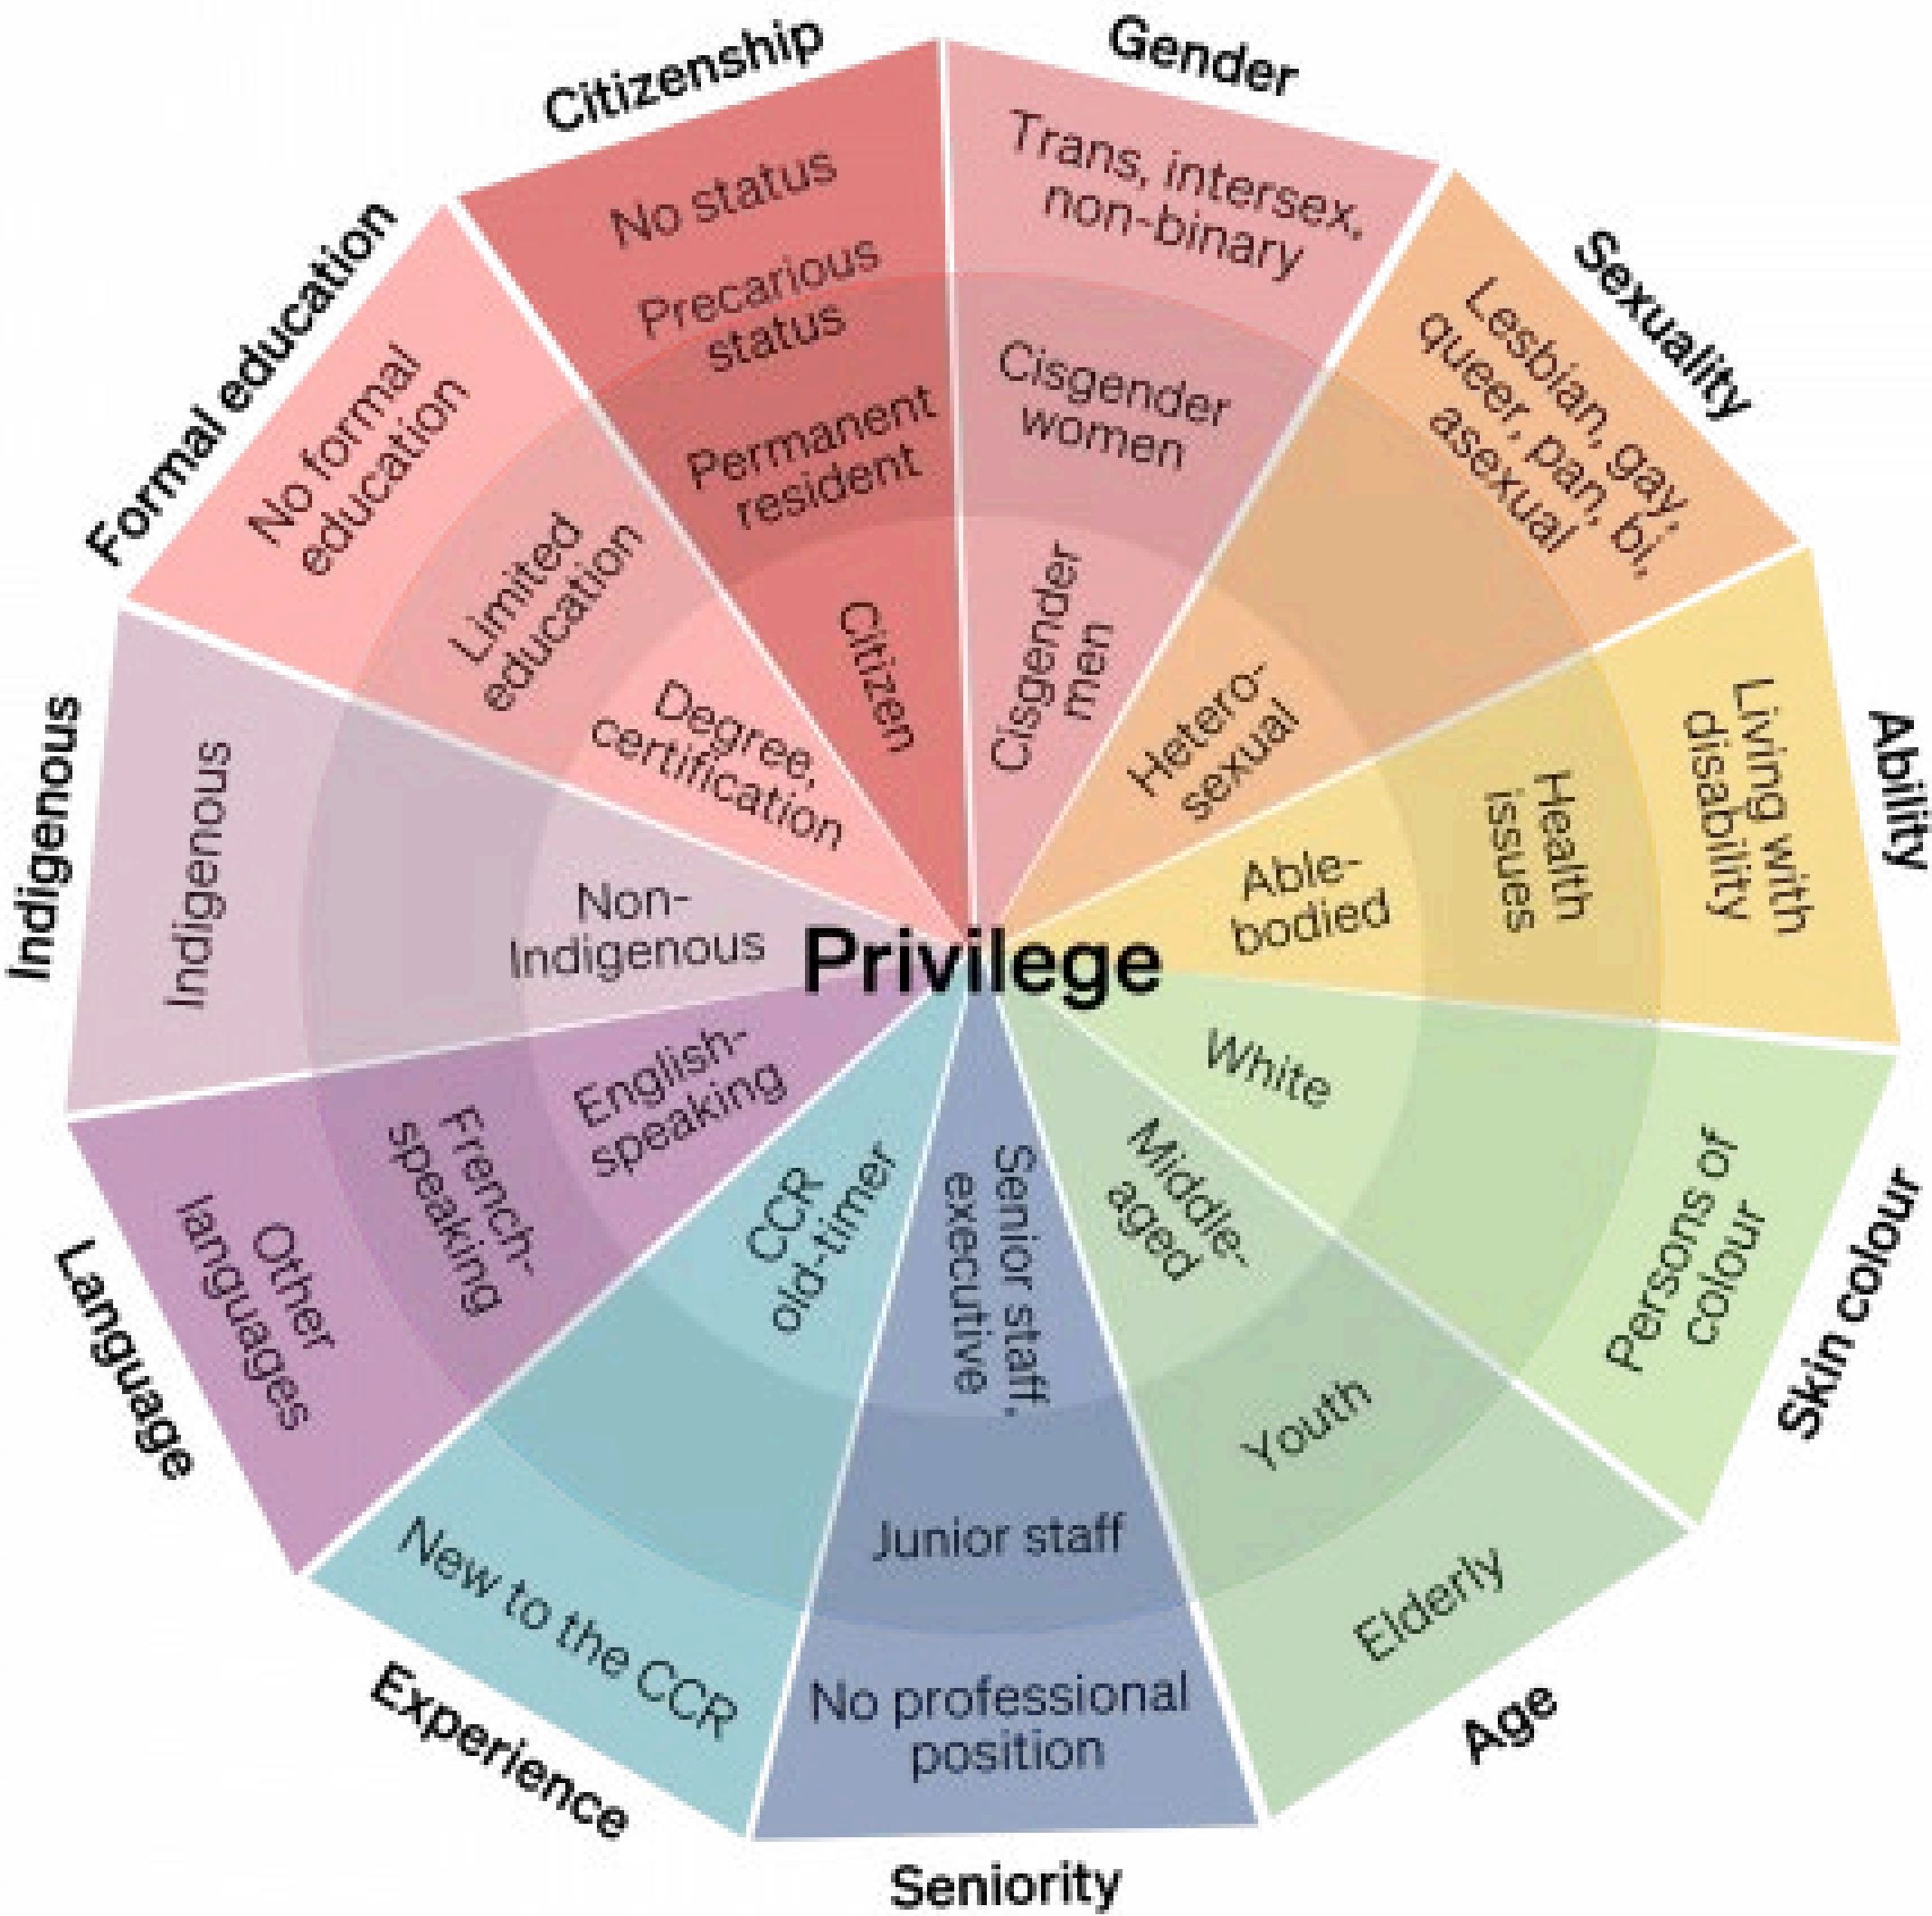 Citizenship
No status
Precarious
status
Permanent
resident
Citizen
Gender
Trans, intersex,
non-binary
Cisgender
women
Cisgender
men
Sexuality
Lesbian, gay,
queer, pan, bi,
asexual
Hetero-
sexual
Ability
Living with
disability
Health
issues
Able-
bodied
Skin colour
Persons of
colour
White
Age
Elderly
Youth
Middle-
aged
Seniority
No professional
position
Junior staff
Senior staff,
executive
Experience
New to the CCR
CCR
old-timer
Language
Other
languages
French-
speaking
English-
speaking
Indigenous
Indigenous
Non-
Indigenous
Formal education
No formal
education
Limited
education
Degree,
certification
Privilege